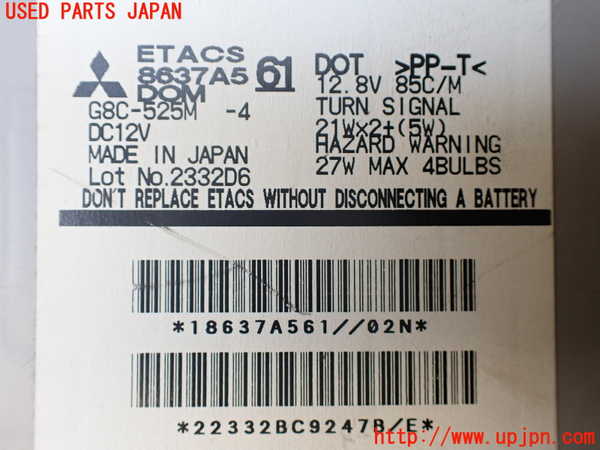 USED PARTS JAPAN
ETACS
8637A5 61
DOM
G8C-525M -4
DC12V
MADE IN JAPAN
Lot No.2332D6
DOT >PP-T<
12.8V 85C/M
TURN SIGNAL
21W×2+(5W)
HAZARD WARNING
27W MAX 4BULBS
DON'T REPLACE ETACS WITHOUT DISCONNECTING A BATTERY
*18637A561//02N*
*22332BC9247B/E*
https://www.upjpn.com